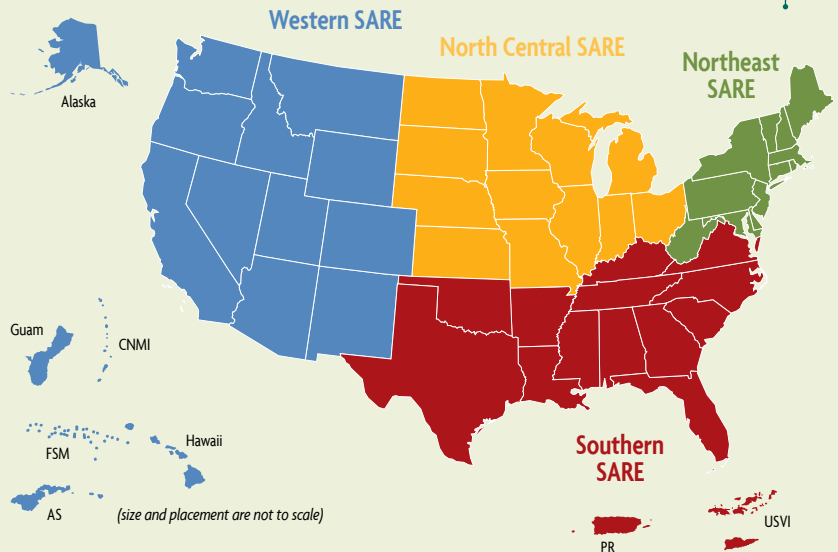 Western SARE
North Central SARE
Northeast
SARE
Alaska
Guam
CNMI
FSM
Hawaii
AS
(size and placement are not to scale)
Southern
SARE
USVI
PR